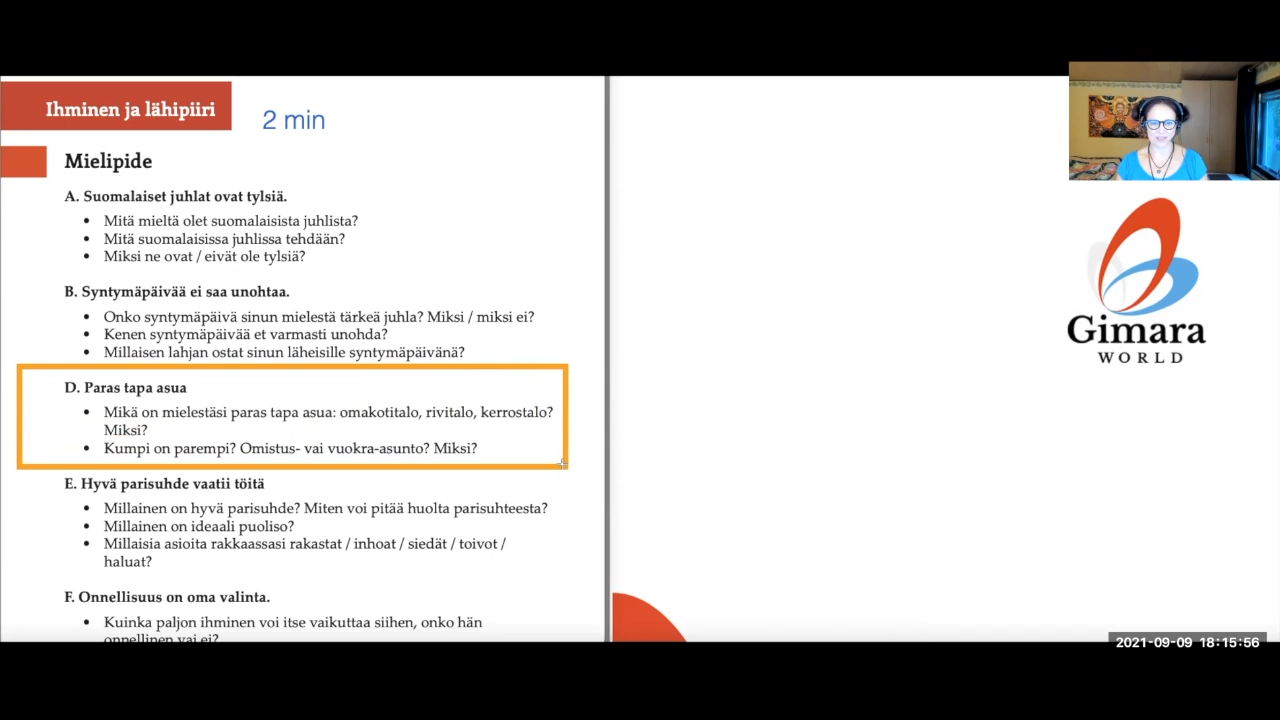 Ihminen ja lähipiiri
2 min
Mielipide
A. Suomalaiset juhlat ovat tylsiä.
• Mitä mieltä olet suomalaisista juhlista?
• Mitä suomalaisissa juhlissa tehdään?
• Miksi ne ovat / eivät ole tylsiä?
B. Syntymäpäivää ei saa unohtaa.
• Onko syntymäpäivä sinun mielestä tärkeä juhla? Miksi / miksi ei?
• Kenen syntymäpäivää et varmasti unohda?
• Millaisen lahjan ostat sinun läheisille syntymäpäivänä?
D. Paras tapa asua
• Mikä on mielestäsi paras tapa asua: omakotitalo, rivitalo, kerrostalo?
Miksi?
• Kumpi on parempi? Omistus- vai vuokra-asunto? Miksi?
E. Hyvä parisuhde vaatii töitä
• Millainen on hyvä parisuhde? Miten voi pitää huolta parisuhteesta?
• Millainen on ideaali puoliso?
• Millaisia asioita rakkaassasi rakastat / inhoat / siedät / toivot /
haluat?
F. Onnellisuus on oma valinta.
• Kuinka paljon ihminen voi itse vaikuttaa siihen, onko hän
onnellinen vai ei?
Gimara
WORLD
2021-09-09 18:15:56